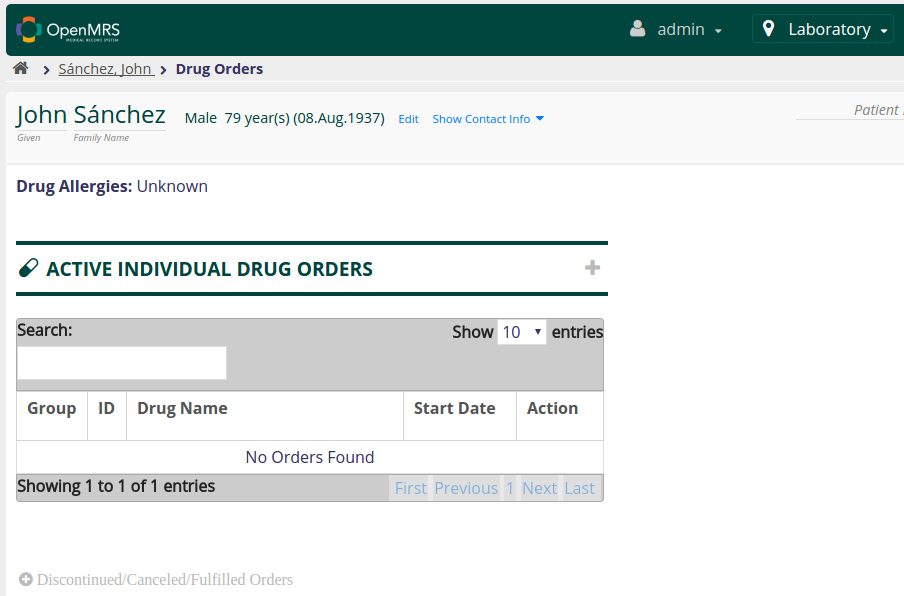 OpenMRS
MEDICAL RECORD SYSTEM
admin
Laboratory
Sánchez, John
Drug Orders
John Sánchez Male 79 year(s) (08.Aug.1937) Edit Show Contact Info
Patient
Given Family Name
Drug Allergies: Unknown
ACTIVE INDIVIDUAL DRUG ORDERS
Search: Show 10 entries
Group ID Drug Name Start Date Action
No Orders Found
Showing 1 to 1 of 1 entries First Previous 1 Next Last
Discontinued/Canceled/Fulfilled Orders